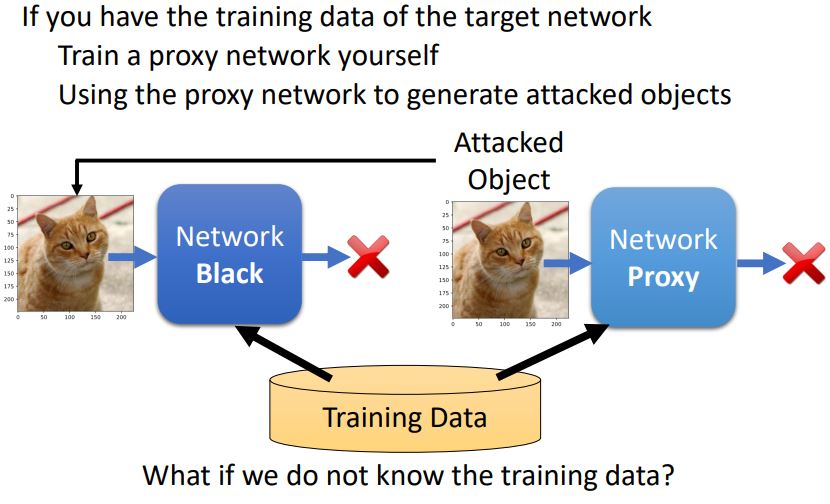 If you have the training data of the target network
Train a proxy network yourself
Using the proxy network to generate attacked objects
Attacked
Object
0
25
50
75
100
125
150
175
200
0 50 100 150 200
Network
Black
0
25
50
75
100
125
150
175
200
0 50 100 150 200
Network
Proxy
Training Data
What if we do not know the training data?